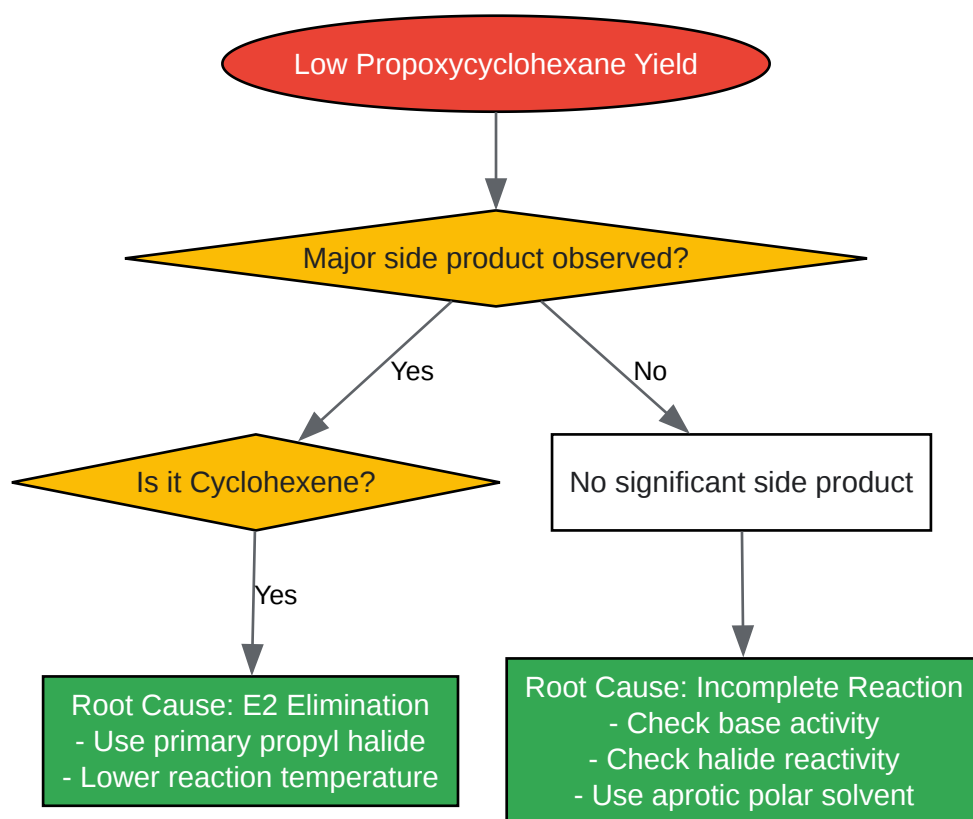 Low Propoxycyclohexane Yield
Major side product observed?
Yes
No
Is it Cyclohexene?
No significant side product
Yes
Root Cause: E2 Elimination
- Use primary propyl halide
- Lower reaction temperature
Root Cause: Incomplete Reaction
- Check base activity
- Check halide reactivity
- Use aprotic polar solvent